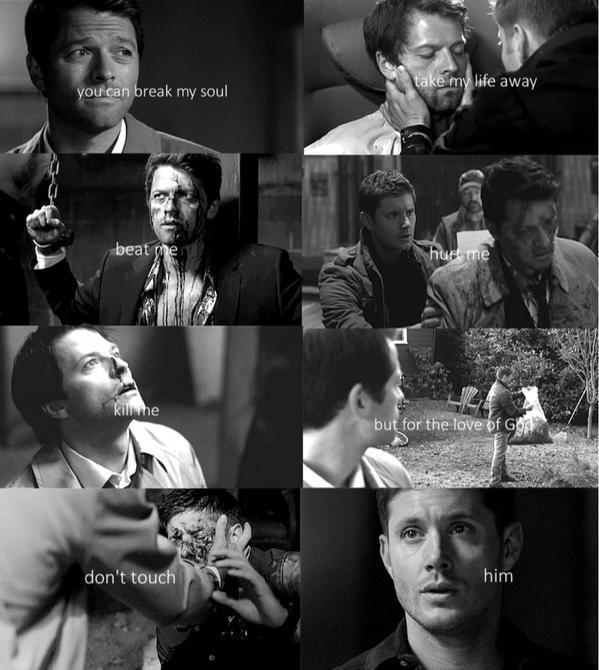 you can break my soul
take my life away
beat me
hurt me
kill me
but for the love of God
don't touch
him